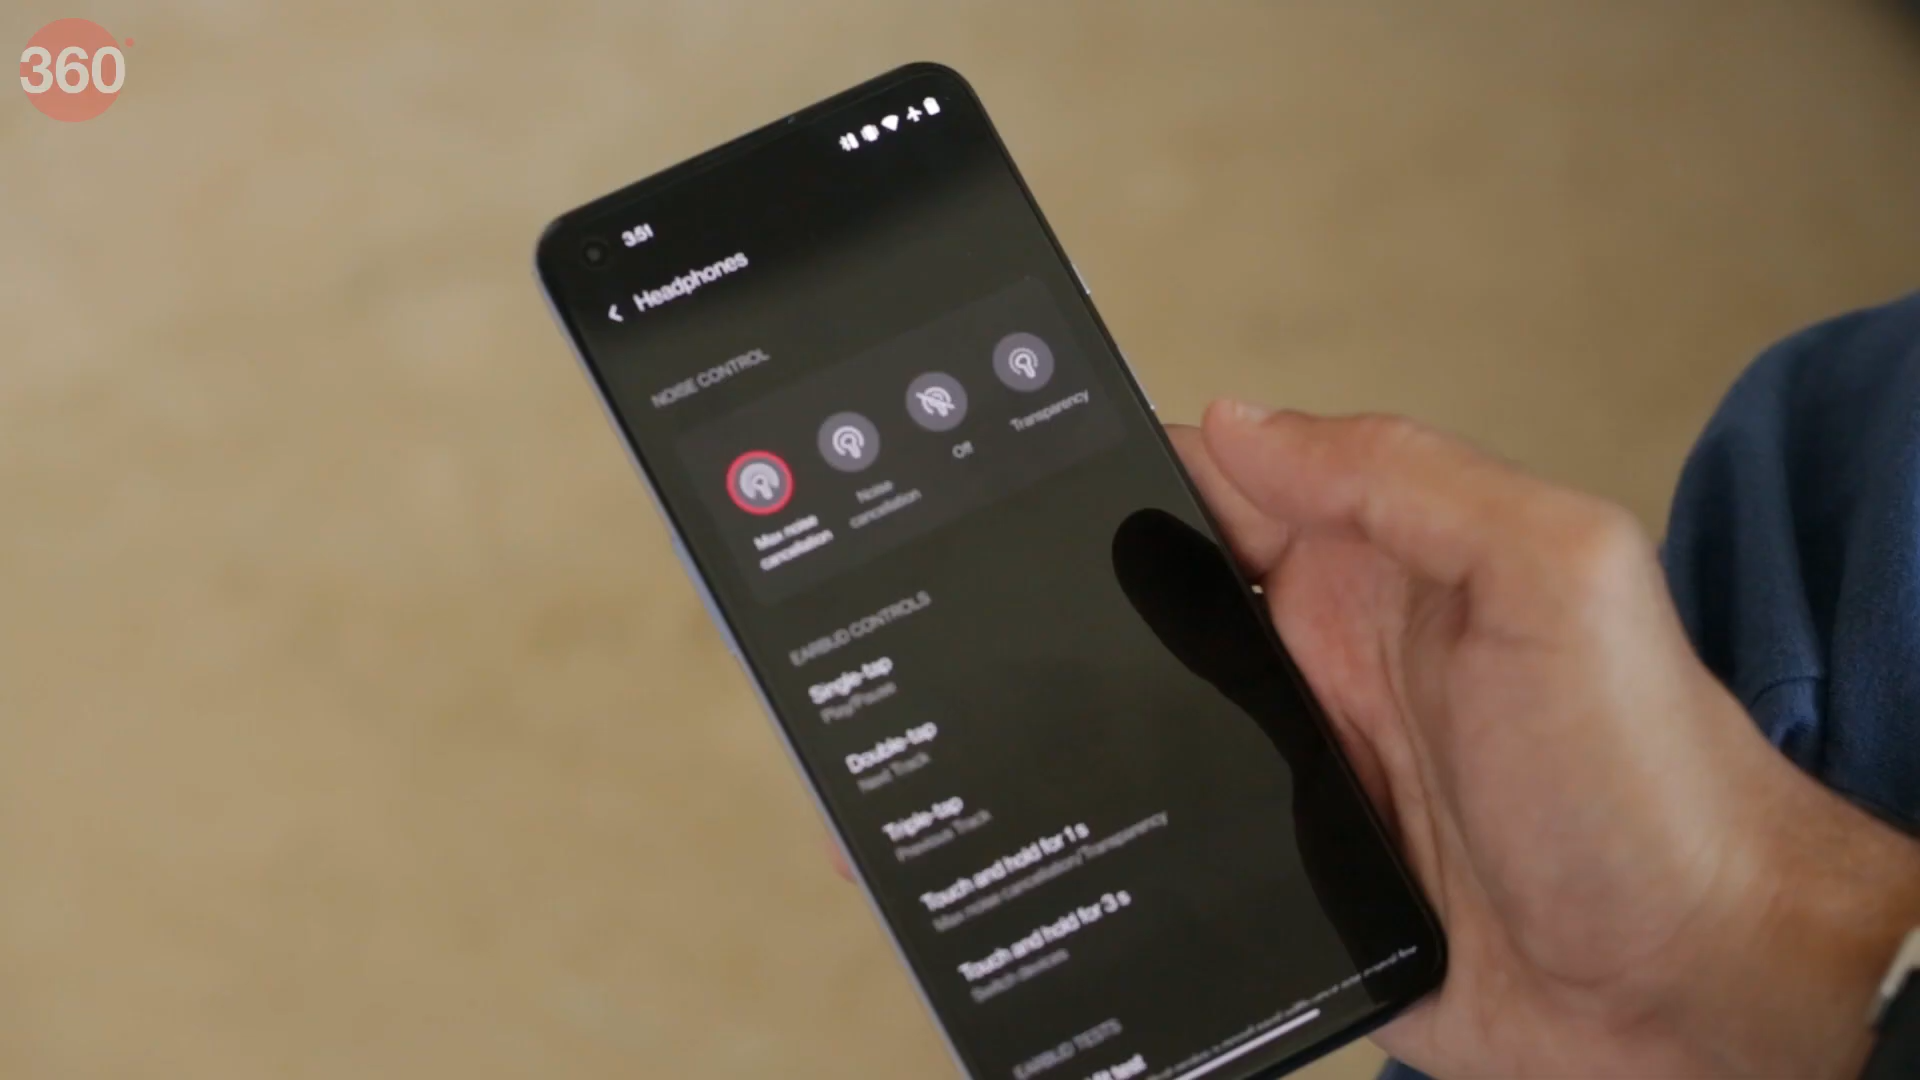 360
3:51
Headphones
NOISE CONTROL
Max noise
cancellation
Noise
cancellation
Off
Transparency
EARBUD CONTROLS
Single-tap
Play/Pause
Double-tap
Next Track
Triple-tap
Previous Track
Touch and hold for 1 s
Max noise cancellation/Transparency
Touch and hold for 3 s
Switch devices
EARBUD TESTS
test